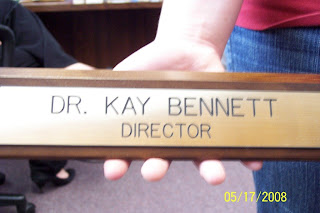 DR. KAY BENNETT
DIRECTOR
05/17/2008